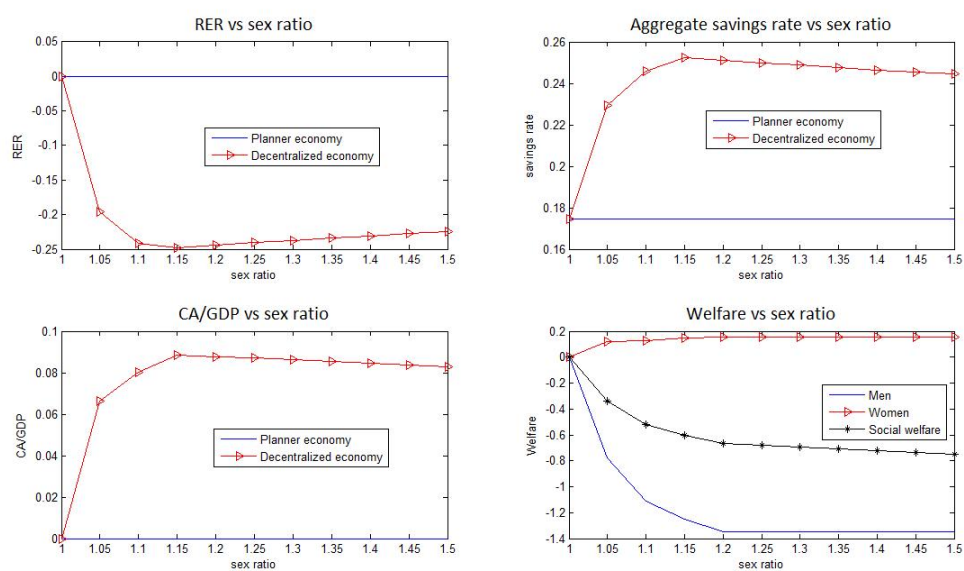 RER vs sex ratio
0.05
0
-0.05
-0.1
-0.15
-0.2
-0.25
RER
1 1.05 1.1 1.15 1.2 1.25 1.3 1.35 1.4 1.45 1.5
sex ratio
Planner economy
Decentralized economy
Aggregate savings rate vs sex ratio
0.26
0.24
0.22
0.2
0.18
0.16
savings rate
1 1.05 1.1 1.15 1.2 1.25 1.3 1.35 1.4 1.45 1.5
sex ratio
Planner economy
Decentralized economy
CA/GDP vs sex ratio
0.1
0.08
0.06
0.04
0.02
0
CA/GDP
1 1.05 1.1 1.15 1.2 1.25 1.3 1.35 1.4 1.45 1.5
sex ratio
Planner economy
Decentralized economy
Welfare vs sex ratio
0.2
0
-0.2
-0.4
-0.6
-0.8
-1
-1.2
-1.4
Welfare
1 1.05 1.1 1.15 1.2 1.25 1.3 1.35 1.4 1.45 1.5
sex ratio
Men
Women
Social welfare